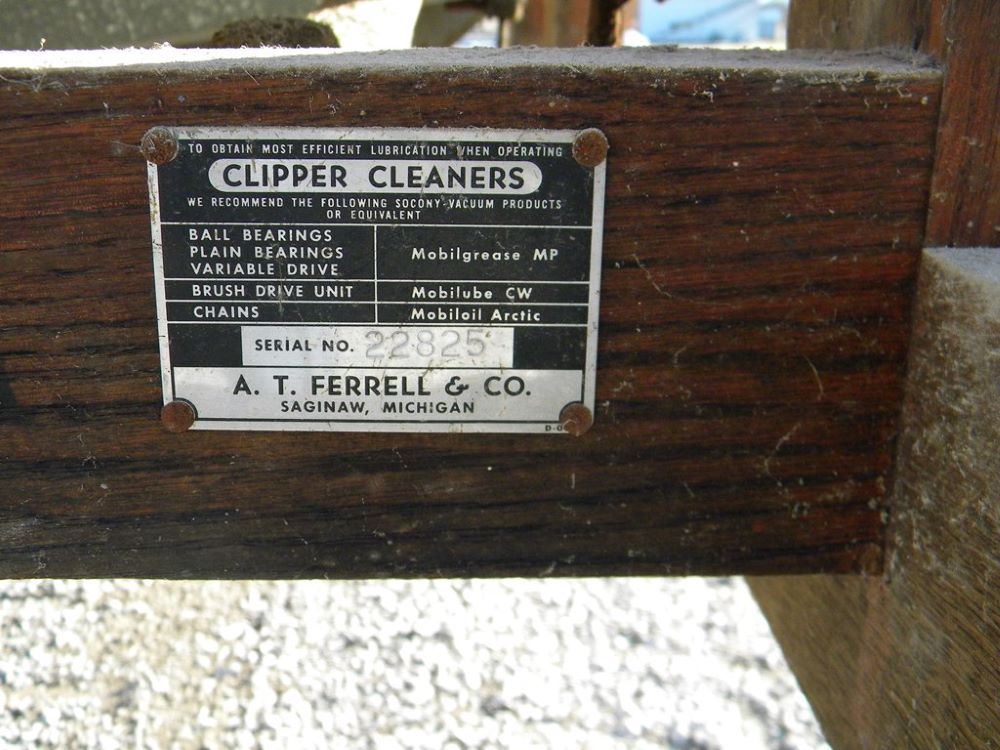 TO OBTAIN MOST EFFICIENT LUBRICATION WHEN OPERATING
CLIPPER CLEANERS
WE RECOMMEND THE FOLLOWING SOCONY-VACUUM PRODUCTS
OR EQUIVALENT
BALL BEARINGS
PLAIN BEARINGS
VARIABLE DRIVE
Mobilgrease MP
BRUSH DRIVE UNIT Mobilube CW
CHAINS Mobiloil Arctic
SERIAL NO. 22825
A. T. FERRELL & CO.
SAGINAW, MICHIGAN